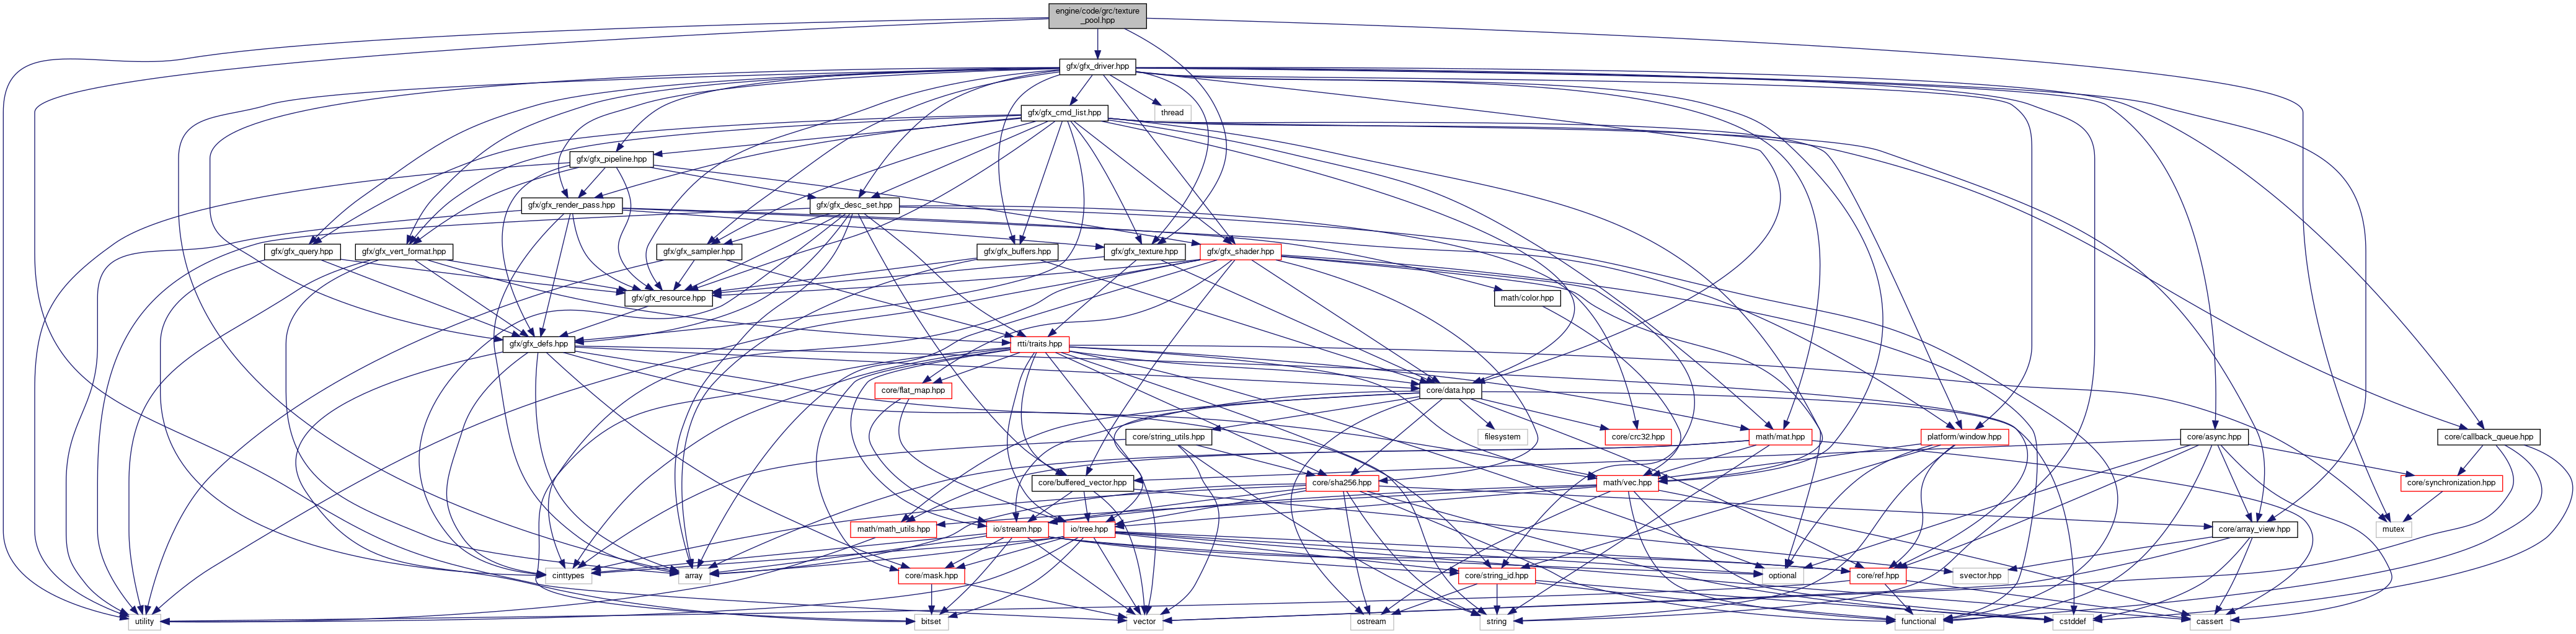 engine/code/grc/texture
_pool.hpp
gfx/gfx_driver.hpp
gfx/gfx_cmd_list.hpp
thread
gfx/gfx_pipeline.hpp
gfx/gfx_render_pass.hpp
gfx/gfx_desc_set.hpp
gfx/gfx_query.hpp
gfx/gfx_vert_format.hpp
gfx/gfx_sampler.hpp
gfx/gfx_buffers.hpp
gfx/gfx_texture.hpp
gfx/gfx_shader.hpp
gfx/gfx_resource.hpp
math/color.hpp
gfx/gfx_defs.hpp
rtti/traits.hpp
core/flat_map.hpp
core/data.hpp
core/string_utils.hpp
filesystem
core/crc32.hpp
math/mat.hpp
platform/window.hpp
core/async.hpp
core/callback_queue.hpp
core/buffered_vector.hpp
core/sha256.hpp
math/vec.hpp
core/synchronization.hpp
math/math_utils.hpp
io/stream.hpp
io/tree.hpp
core/array_view.hpp
mutex
cinttypes
array
core/mask.hpp
core/string_id.hpp
optional
core/ref.hpp
svector.hpp
utility
bitset
vector
ostream
string
functional
cstddef
cassert